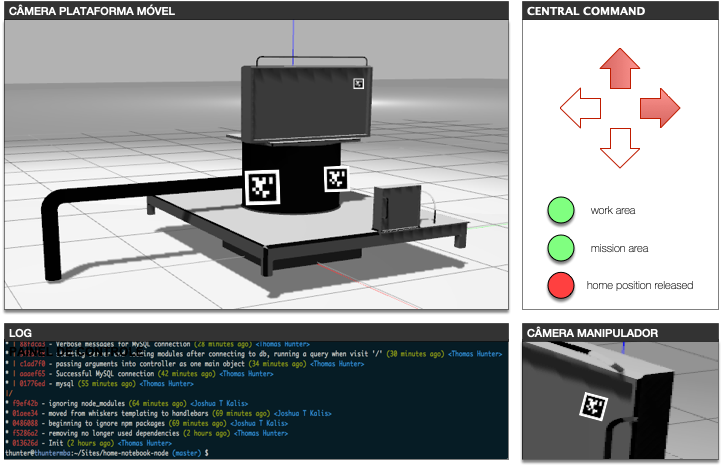 CÂMERA PLATAFORMA MÓVEL
CENTRAL COMMAND
work area
mission area
home position released
LOG
- Verbose messages for MySQL connection (28 minutes ago) <Thomas Hunter>
modules after connecting to db, running a query when visit '/' (30 minutes ago) <Thomas Hunter>
* | c1ad7f0 - passing arguments into controller as one main object (34 minutes ago) <Thomas Hunter>
* | aaaef65 - Successful MySQL connection (42 minutes ago) <Thomas Hunter>
* | 01776ed - mysql (55 minutes ago) <Thomas Hunter>
|/
* f9ef42b - ignoring node_modules (64 minutes ago) <Joshua T Kalis>
* 01aee34 - moved from whiskers templating to handlebars (69 minutes ago) <Joshua T Kalis>
* 0486088 - beginning to ignore npm packages (69 minutes ago) <Joshua T Kalis>
* f5286a2 - removing no longer used dependencies (2 hours ago) <Thomas Hunter>
* 013626d - Init (2 hours ago) <Thomas Hunter>
thunter@thuntermba:~/Sites/home-notebook-node (master) $
CÂMERA MANIPULADOR